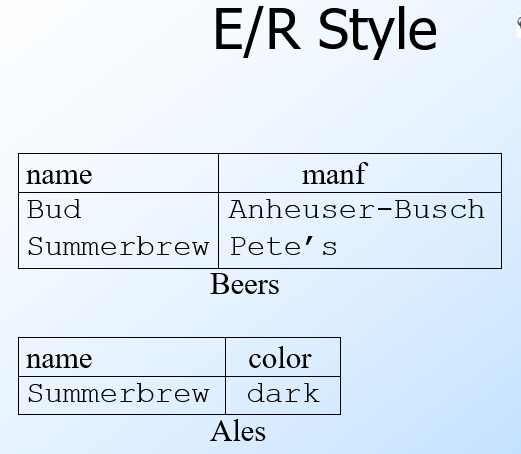 E/R Style
name manf
Bud Anheuser-Busch
Summerbrew Pete’s
Beers
name color
Summerbrew dark
Ales